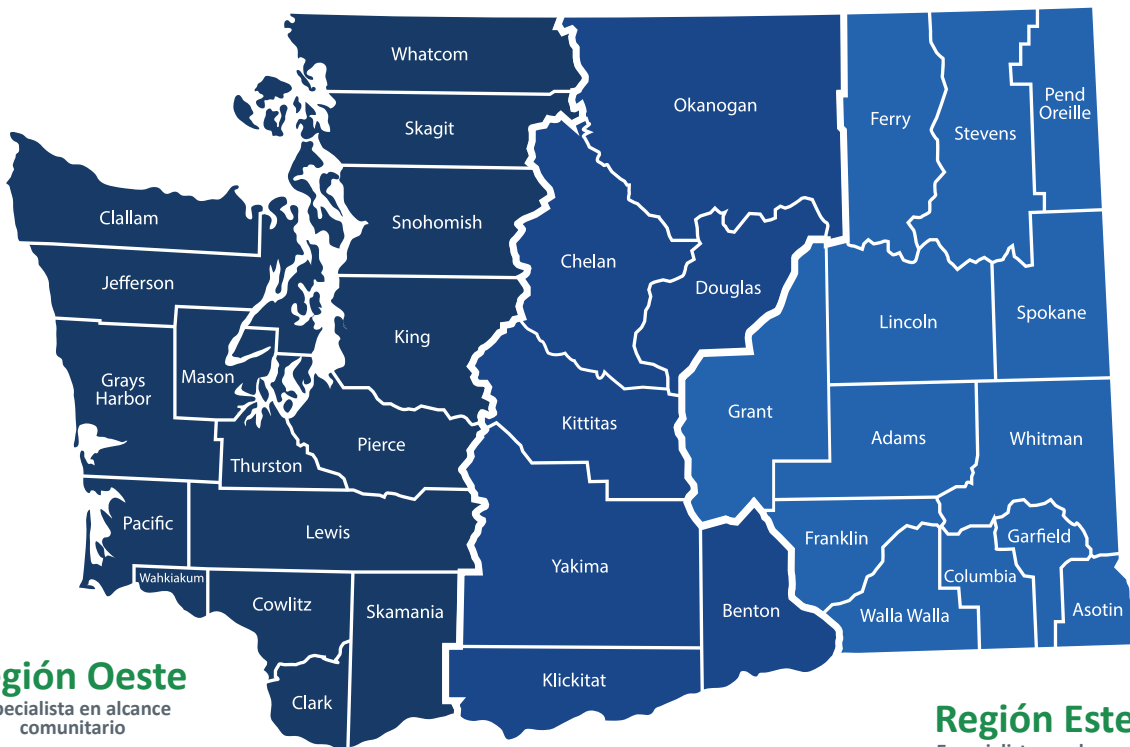 Whatcom
Okanogan
Ferry
Stevens
Pend
Oreille
Skagit
Clallam
Snohomish
Chelan
Jefferson
Douglas
Lincoln
Spokane
King
Mason
Grays
Harbor
Kittitas
Grant
Adams
Whitman
Pierce
Thurston
Pacific
Lewis
Yakima
Franklin
Garfield
Wahkiakum
Cowlitz
Skamania
Benton
Walla Walla
Columbia
Asotin
Klickitat
Clark
gión Oeste
pecialista en alcance
comunitario
Región Este